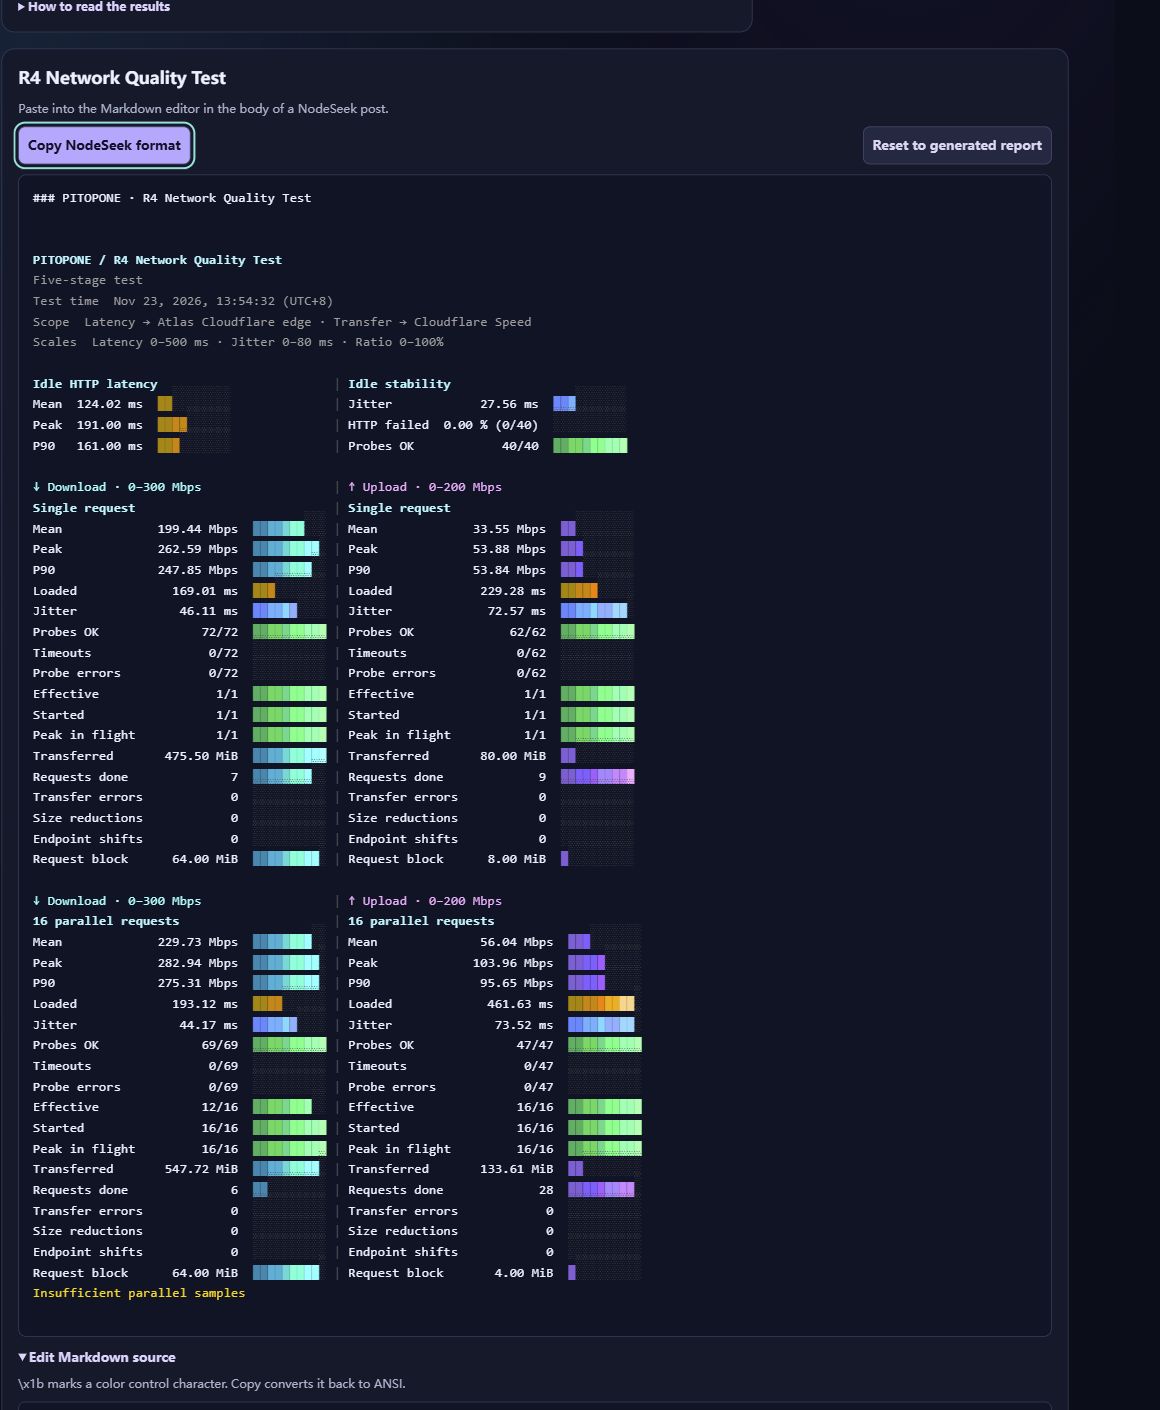 ▸ How to read the results
R4 Network Quality Test
Paste into the Markdown editor in the body of a NodeSeek post.
Copy NodeSeek format
Reset to generated report
### PITOPONE · R4 Network Quality Test
PITOPONE / R4 Network Quality Test
Five-stage test
Test time  Nov 23, 2026, 13:54:32 (UTC+8)
Scope  Latency → Atlas Cloudflare edge · Transfer → Cloudflare Speed
Scales  Latency 0–500 ms · Jitter 0–80 ms · Ratio 0–100%
Idle HTTP latency | Idle stability
Mean 124.02 ms | Jitter 27.56 ms
Peak 191.00 ms | HTTP failed 0.00 % (0/40)
P90 161.00 ms | Probes OK 40/40
↓ Download · 0–300 Mbps | ↑ Upload · 0–200 Mbps
Single request | Single request
Mean 199.44 Mbps | Mean 33.55 Mbps
Peak 262.59 Mbps | Peak 53.88 Mbps
P90 247.85 Mbps | P90 53.84 Mbps
Loaded 169.01 ms | Loaded 229.28 ms
Jitter 46.11 ms | Jitter 72.57 ms
Probes OK 72/72 | Probes OK 62/62
Timeouts 0/72 | Timeouts 0/62
Probe errors 0/72 | Probe errors 0/62
Effective 1/1 | Effective 1/1
Started 1/1 | Started 1/1
Peak in flight 1/1 | Peak in flight 1/1
Transferred 475.50 MiB | Transferred 80.00 MiB
Requests done 7 | Requests done 9
Transfer errors 0 | Transfer errors 0
Size reductions 0 | Size reductions 0
Endpoint shifts 0 | Endpoint shifts 0
Request block 64.00 MiB | Request block 8.00 MiB
↓ Download · 0–300 Mbps | ↑ Upload · 0–200 Mbps
16 parallel requests | 16 parallel requests
Mean 229.73 Mbps | Mean 56.04 Mbps
Peak 282.94 Mbps | Peak 103.96 Mbps
P90 275.31 Mbps | P90 95.65 Mbps
Loaded 193.12 ms | Loaded 461.63 ms
Jitter 44.17 ms | Jitter 73.52 ms
Probes OK 69/69 | Probes OK 47/47
Timeouts 0/69 | Timeouts 0/47
Probe errors 0/69 | Probe errors 0/47
Effective 12/16 | Effective 16/16
Started 16/16 | Started 16/16
Peak in flight 16/16 | Peak in flight 16/16
Transferred 547.72 MiB | Transferred 133.61 MiB
Requests done 6 | Requests done 28
Transfer errors 0 | Transfer errors 0
Size reductions 0 | Size reductions 0
Endpoint shifts 0 | Endpoint shifts 0
Request block 64.00 MiB | Request block 4.00 MiB
Insufficient parallel samples
▾ Edit Markdown source
\x1b marks a color control character. Copy converts it back to ANSI.